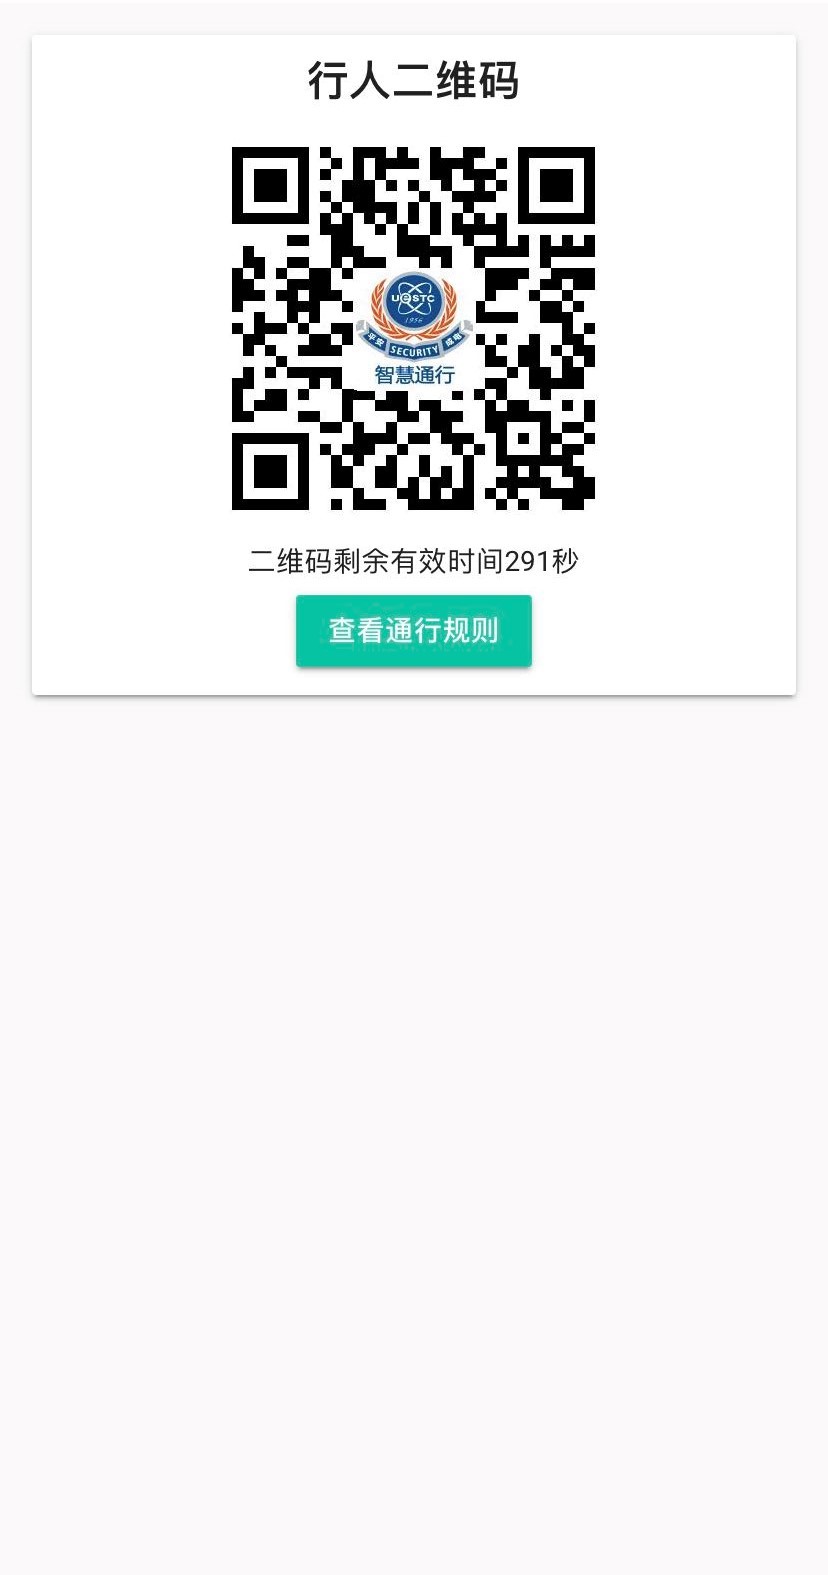 行人二维码
UESTC
1956
平安 SECURITY 成电
智慧通行
二维码剩余有效时间291秒
查看通行规则